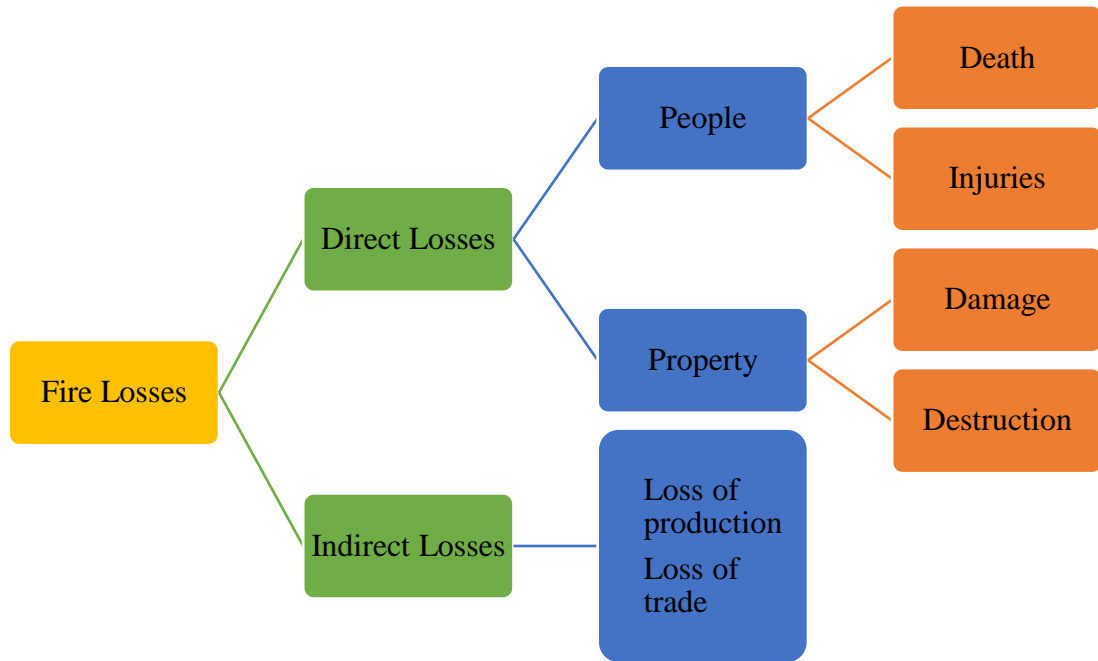 Fire Losses
Direct Losses
People
Death
Injuries
Property
Damage
Destruction
Indirect Losses
Loss of
production
Loss of
trade